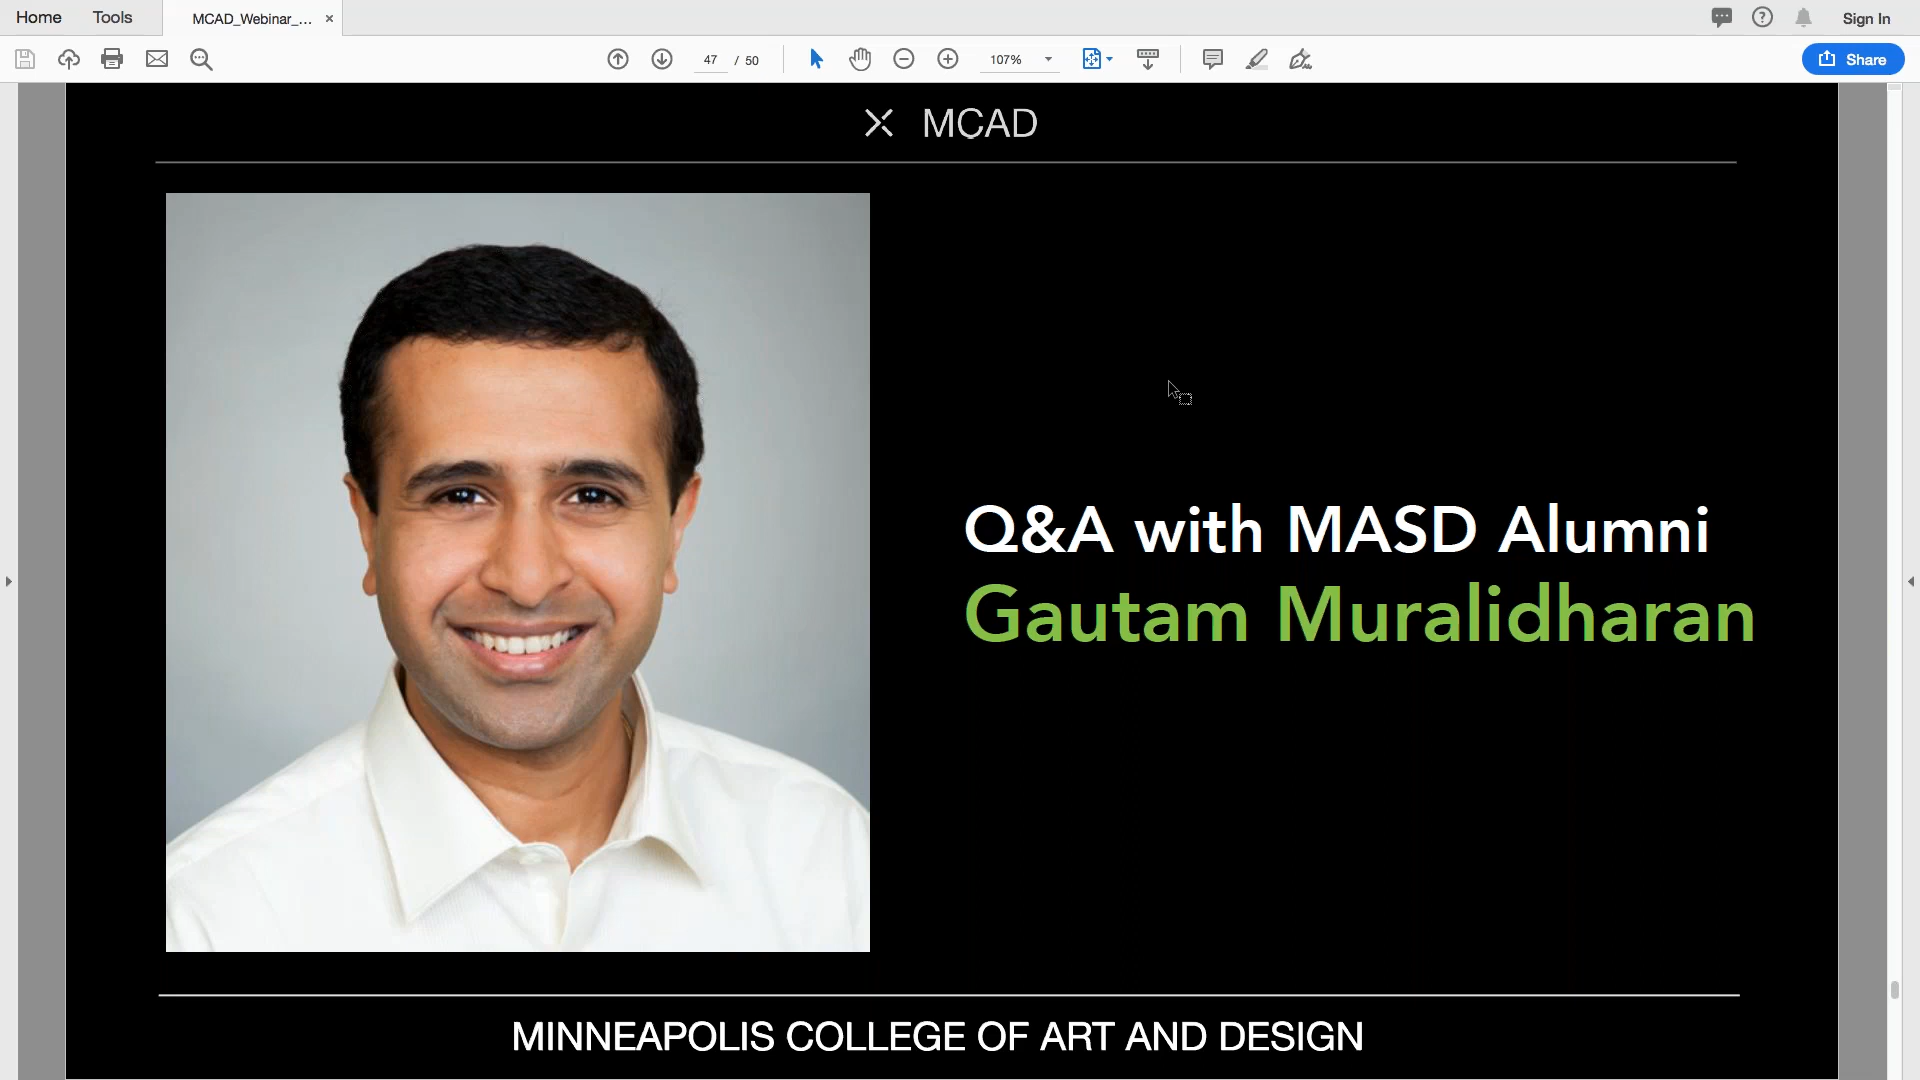 Home
Tools
MCAD_Webinar_... ×
Sign In
47 / 50
107%
Share
MCAD
Q&A with MASD Alumni
Gautam Muralidharan
MINNEAPOLIS COLLEGE OF ART AND DESIGN